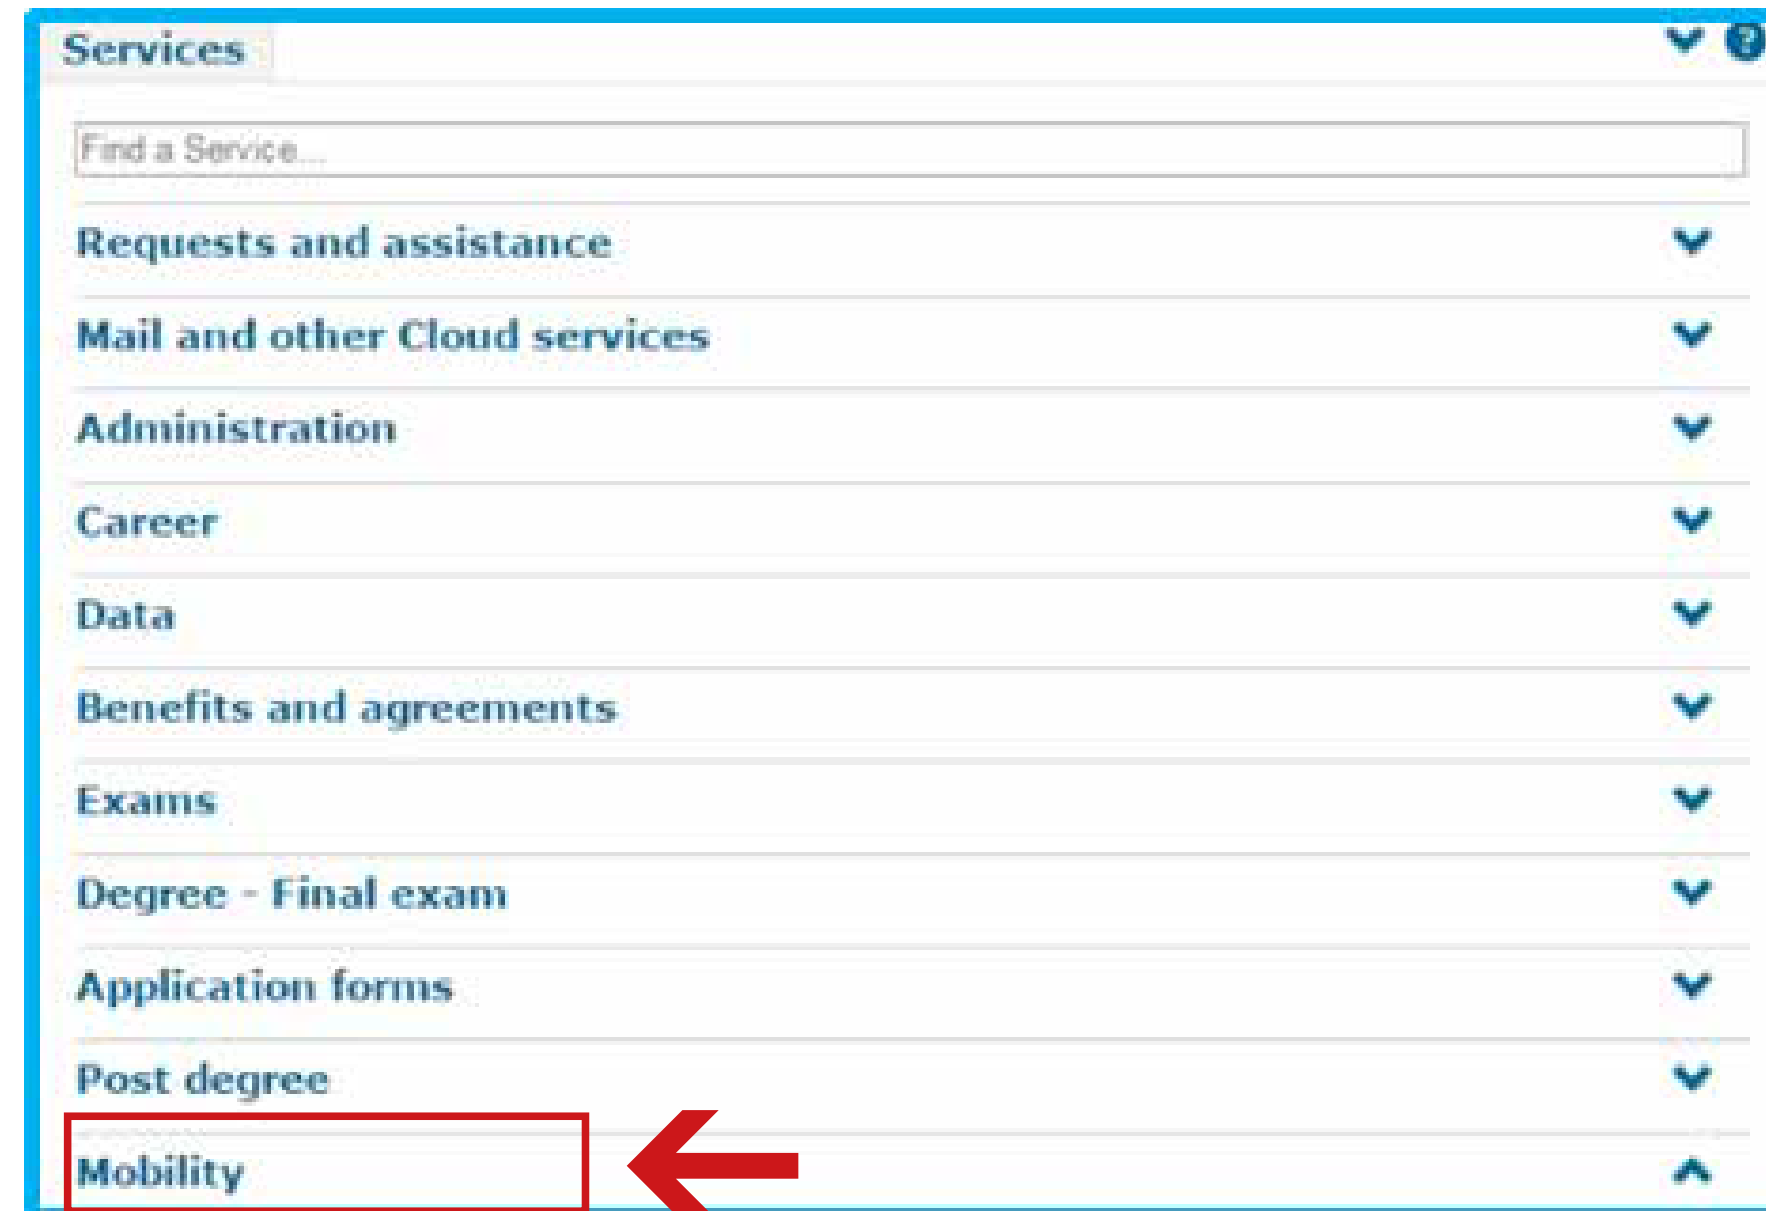 Services
?
Find a Service...
Requests and assistance
Mail and other Cloud services
Administration
Career
Data
Benefits and agreements
Exams
Degree - Final exam
Application forms
Post degree
Mobility